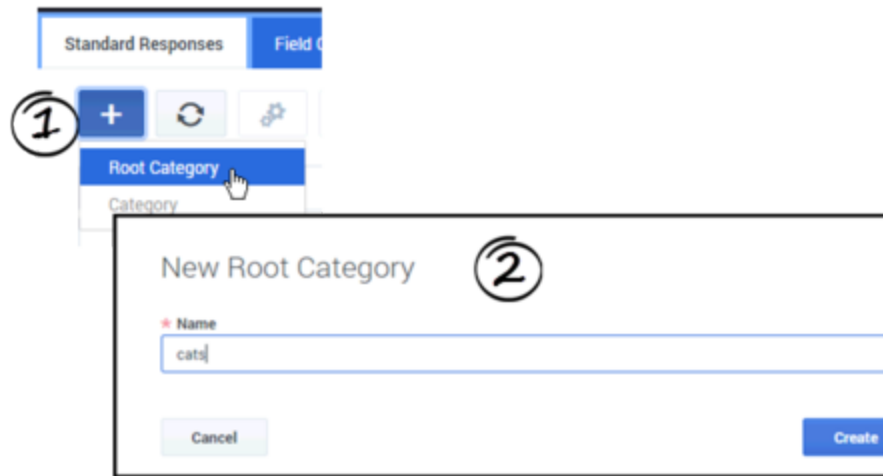 Standard Responses
Field
1
+
Root Category
Category
New Root Category
2
* Name
cats
Cancel
Create